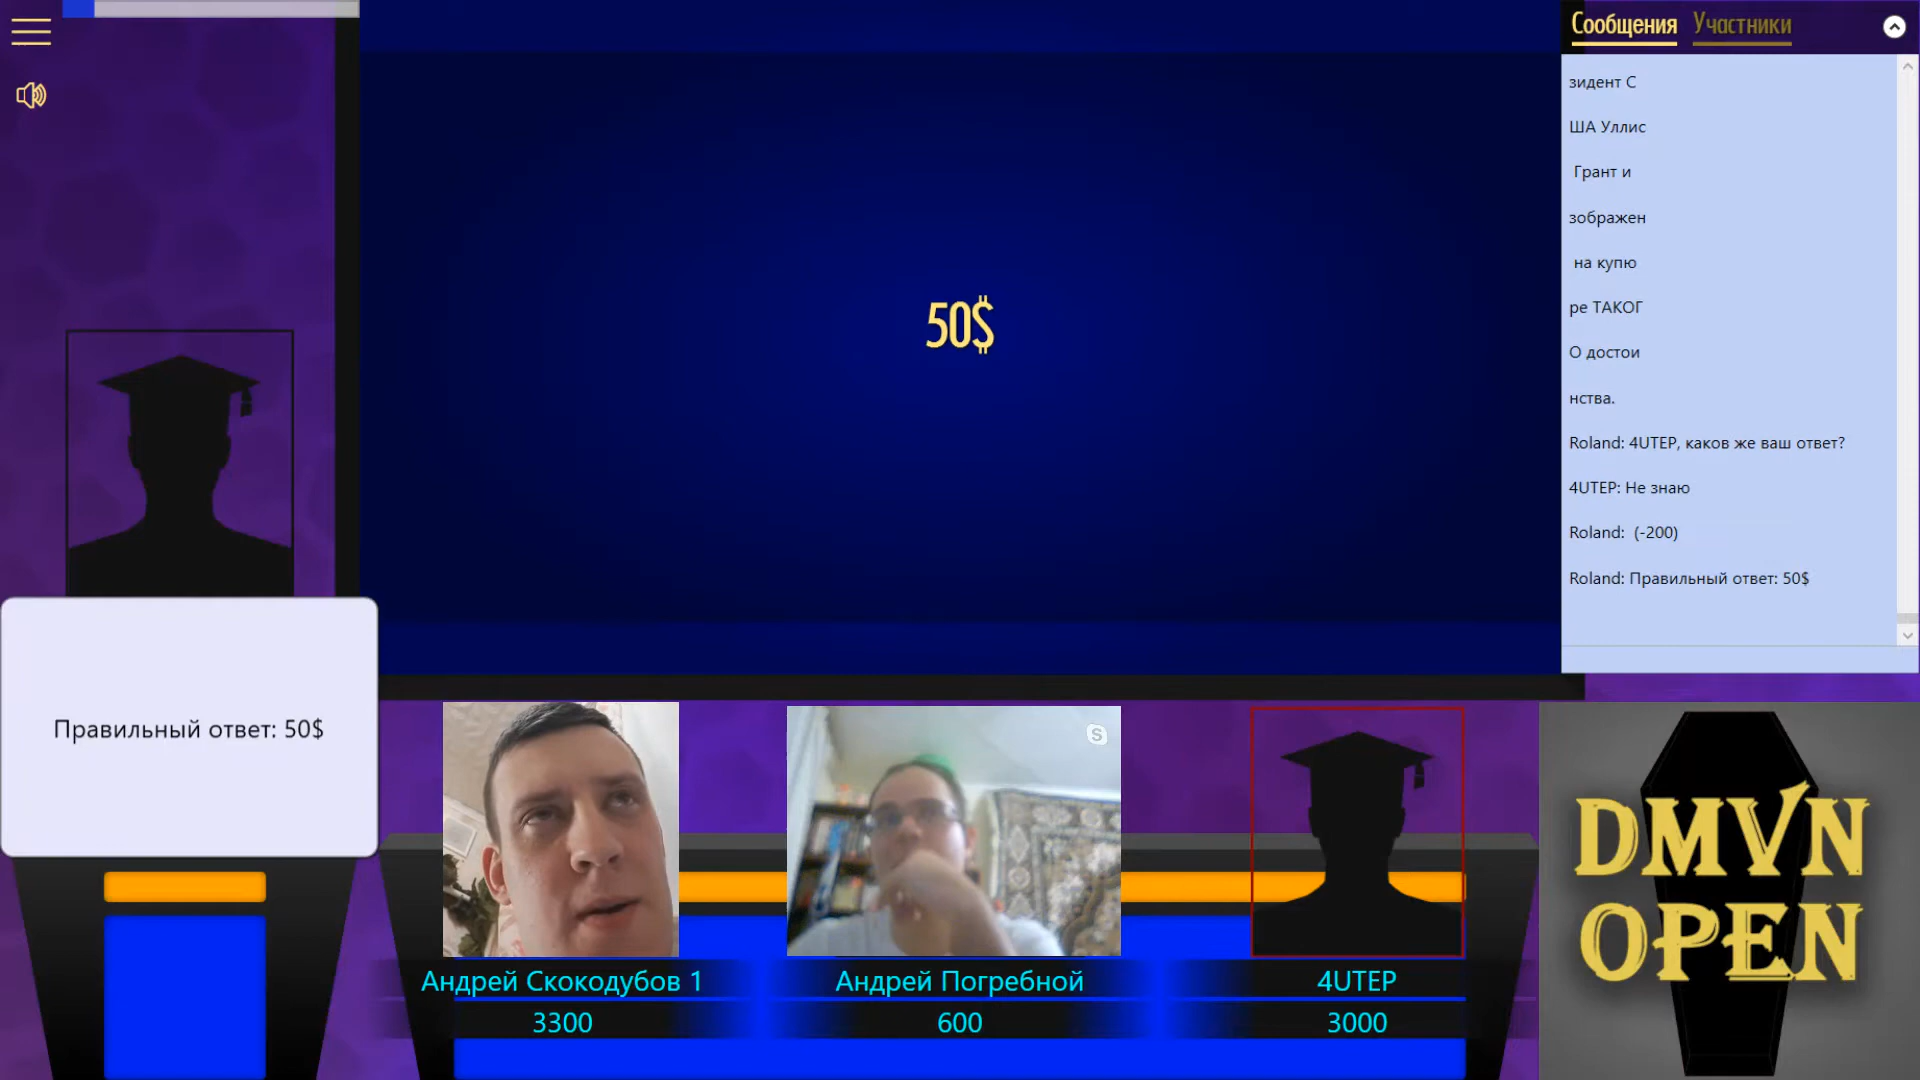 Сообщения Участники
зидент С
ША Уллис
Грант и
зображен
на купю
ре ТАКОГ
О достои
нства.
Roland: 4UTEP, каков же ваш ответ?
4UTEP: Не знаю
Roland: (-200)
Roland: Правильный ответ: 50$
50$
Правильный ответ: 50$
Андрей Скокодубов 1
3300
Андрей Погребной
600
4UTEP
3000
DMVN
OPEN
S